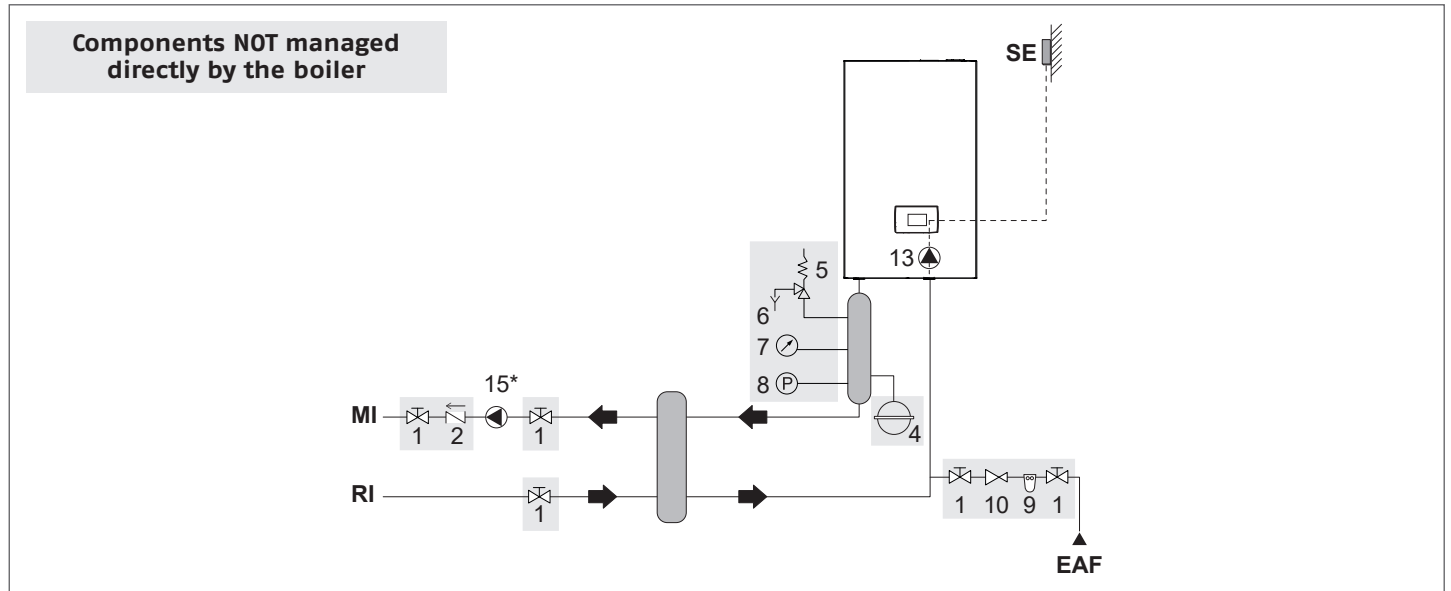 Components NOT managed
directly by the boiler
SE
13
5
6
7
8 P
15*
MI
1
2
1
4
RI
1
1 10 9 1
EAF